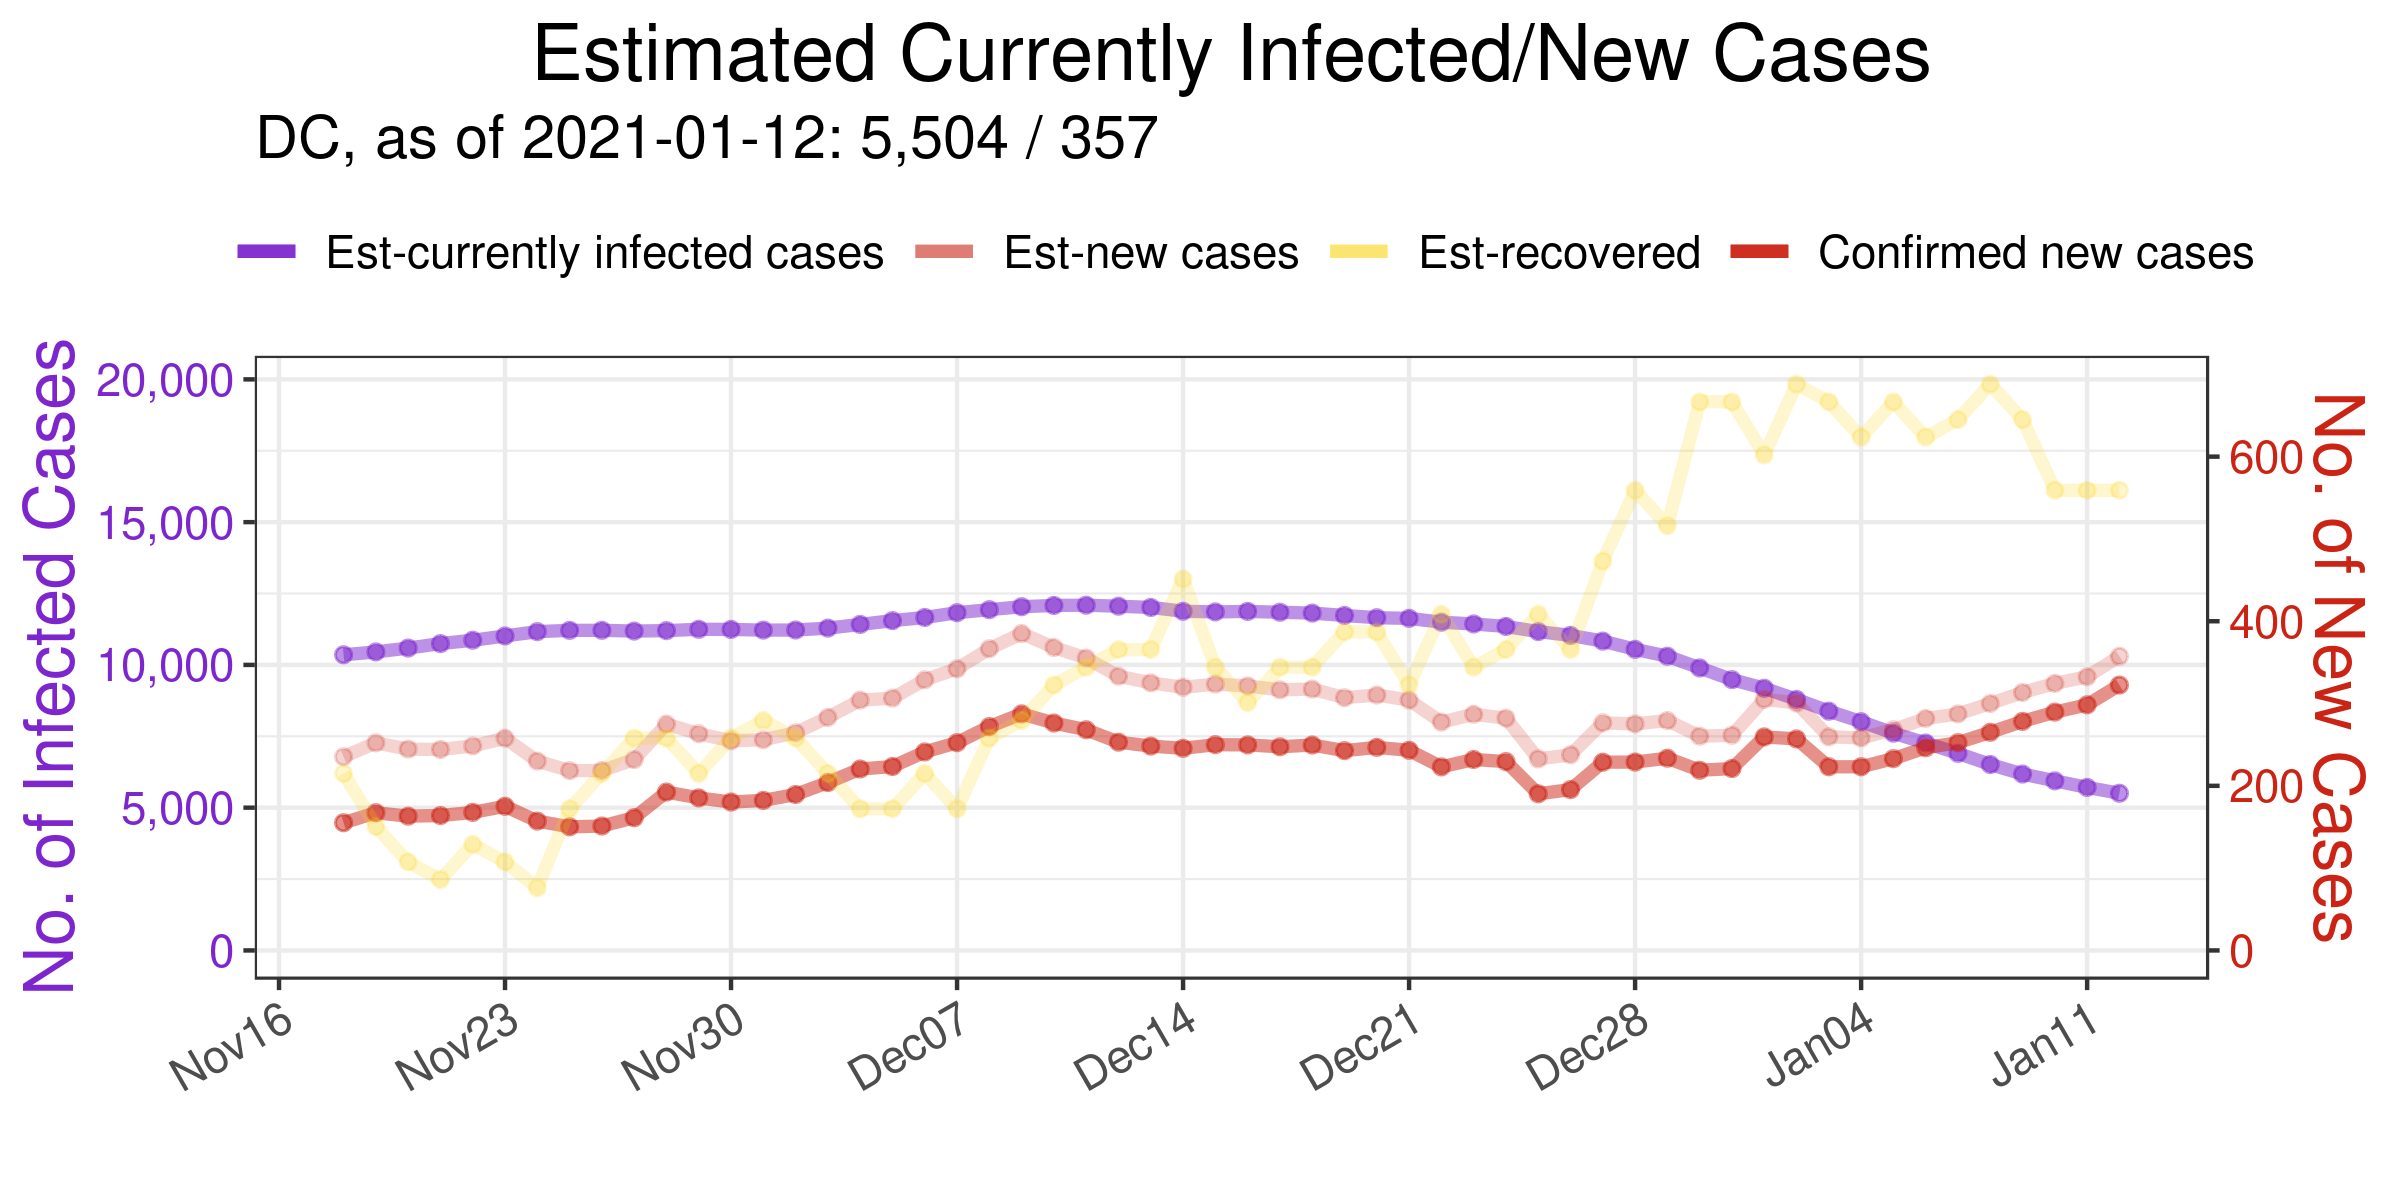 Estimated Currently Infected/New Cases
DC, as of 2021-01-12: 5,504 / 357
Est-currently infected cases Est-new cases Est-recovered Confirmed new cases
No. of Infected Cases
20,000
15,000
10,000
5,000
0
600
400
200
0
No. of New Cases
Nov16 Nov23 Nov30 Dec07 Dec14 Dec21 Dec28 Jan04 Jan11